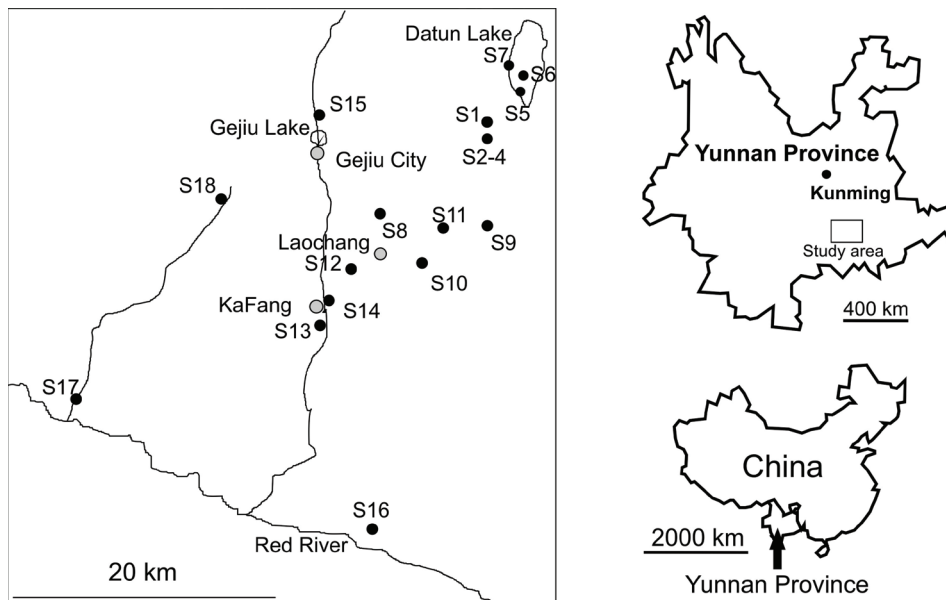 Datun Lake
S7
S6
S5
S15
S1
Gejiu Lake
S2-4
Gejiu City
S18
S11
S8
S9
Laochang
S12
S10
KaFang
S14
S13
S17
S16
Red River
20 km
Yunnan Province
Kunming
Study area
400 km
China
2000 km
Yunnan Province